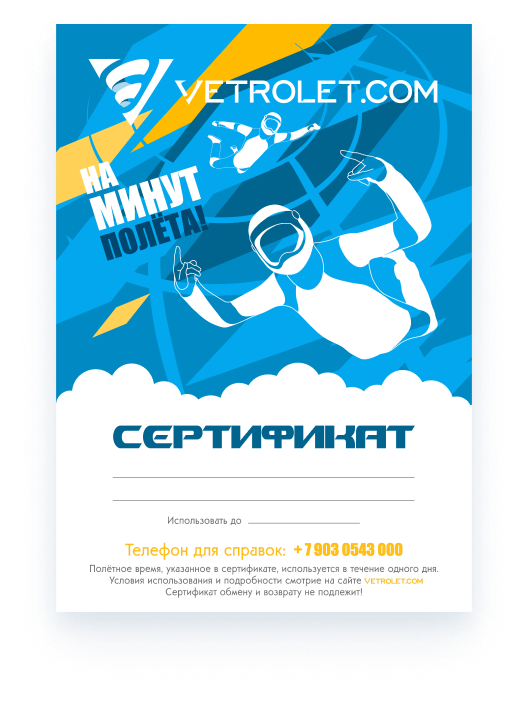 VETROLET.COM
НА
МИНУТ
ПОЛЁТА!
СЕРТИФИКАТ
Использовать до
Телефон для справок: +7 903 0543 000
Полётное время, указанное в сертификате, используется в течение одного дня.
Условия использования и подробности смотрие на сайте VETROLET.COM
Сертификат обмену и возврату не подлежит!